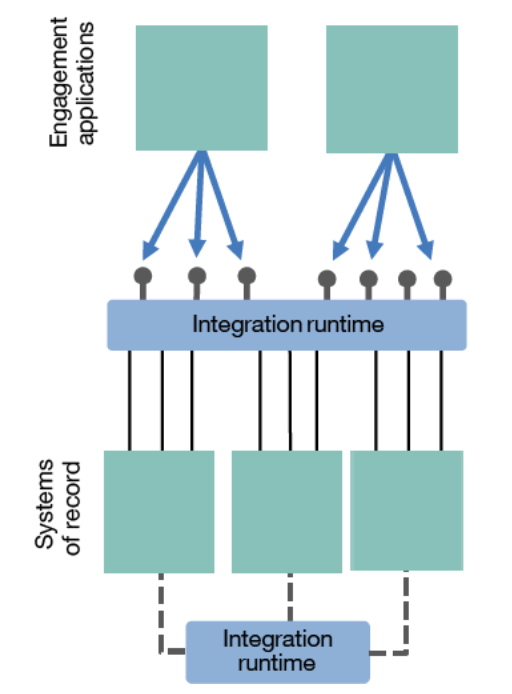 Engagement
applications
Integration runtime
Systems
of record
Integration
runtime